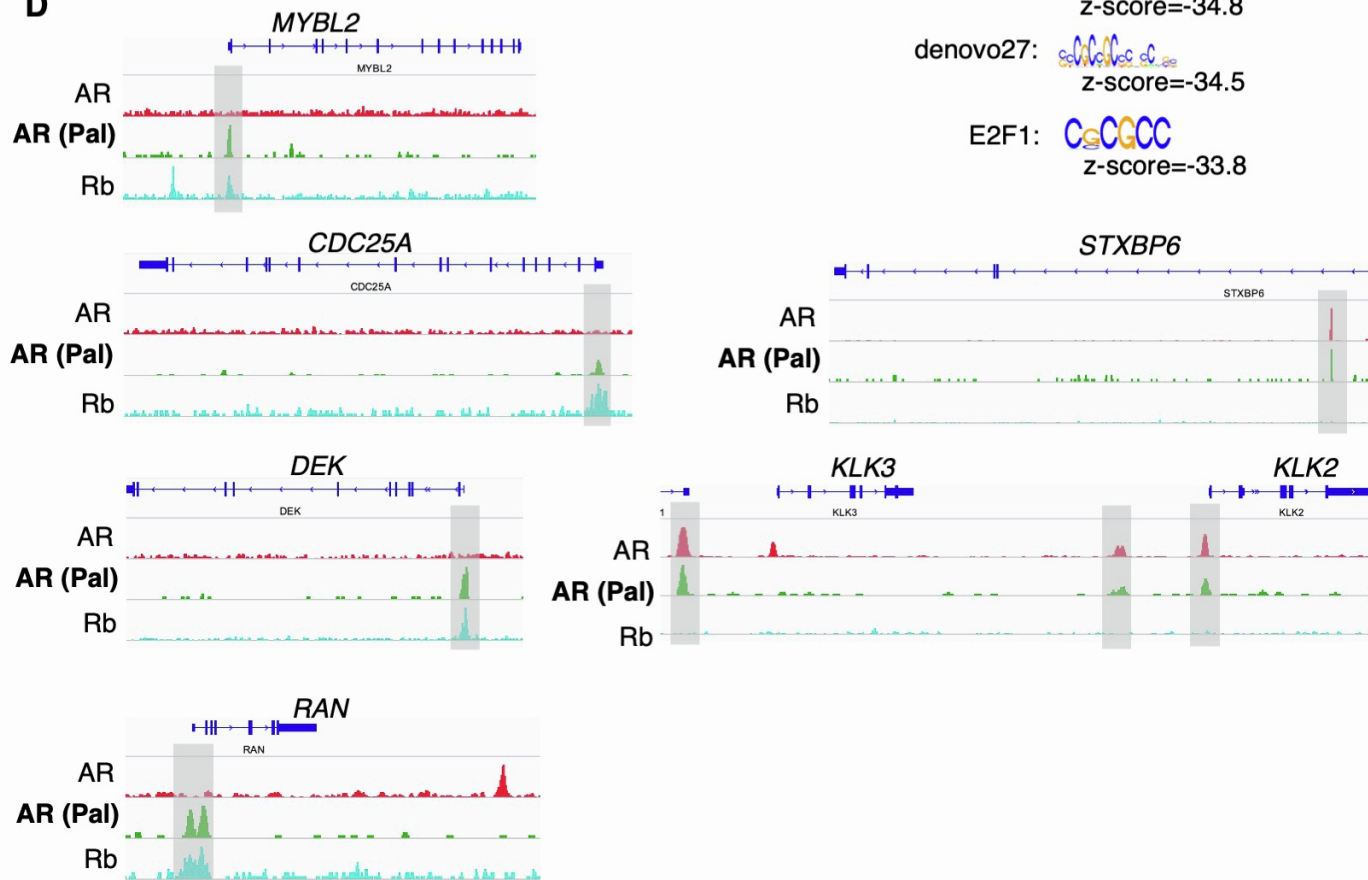 D
z-score=-34.8
denovo27:
z-score=-34.5
E2F1: CGCGCC
z-score=-33.8
MYBL2
MYBL2
AR
AR (Pal)
Rb
CDC25A
CDC25A
AR
AR (Pal)
Rb
STXBP6
STXBP6
AR
AR (Pal)
Rb
DEK
DEK
AR
AR (Pal)
Rb
KLK3 KLK2
1 KLK3 KLK2
AR
AR (Pal)
Rb
RAN
RAN
AR
AR (Pal)
Rb